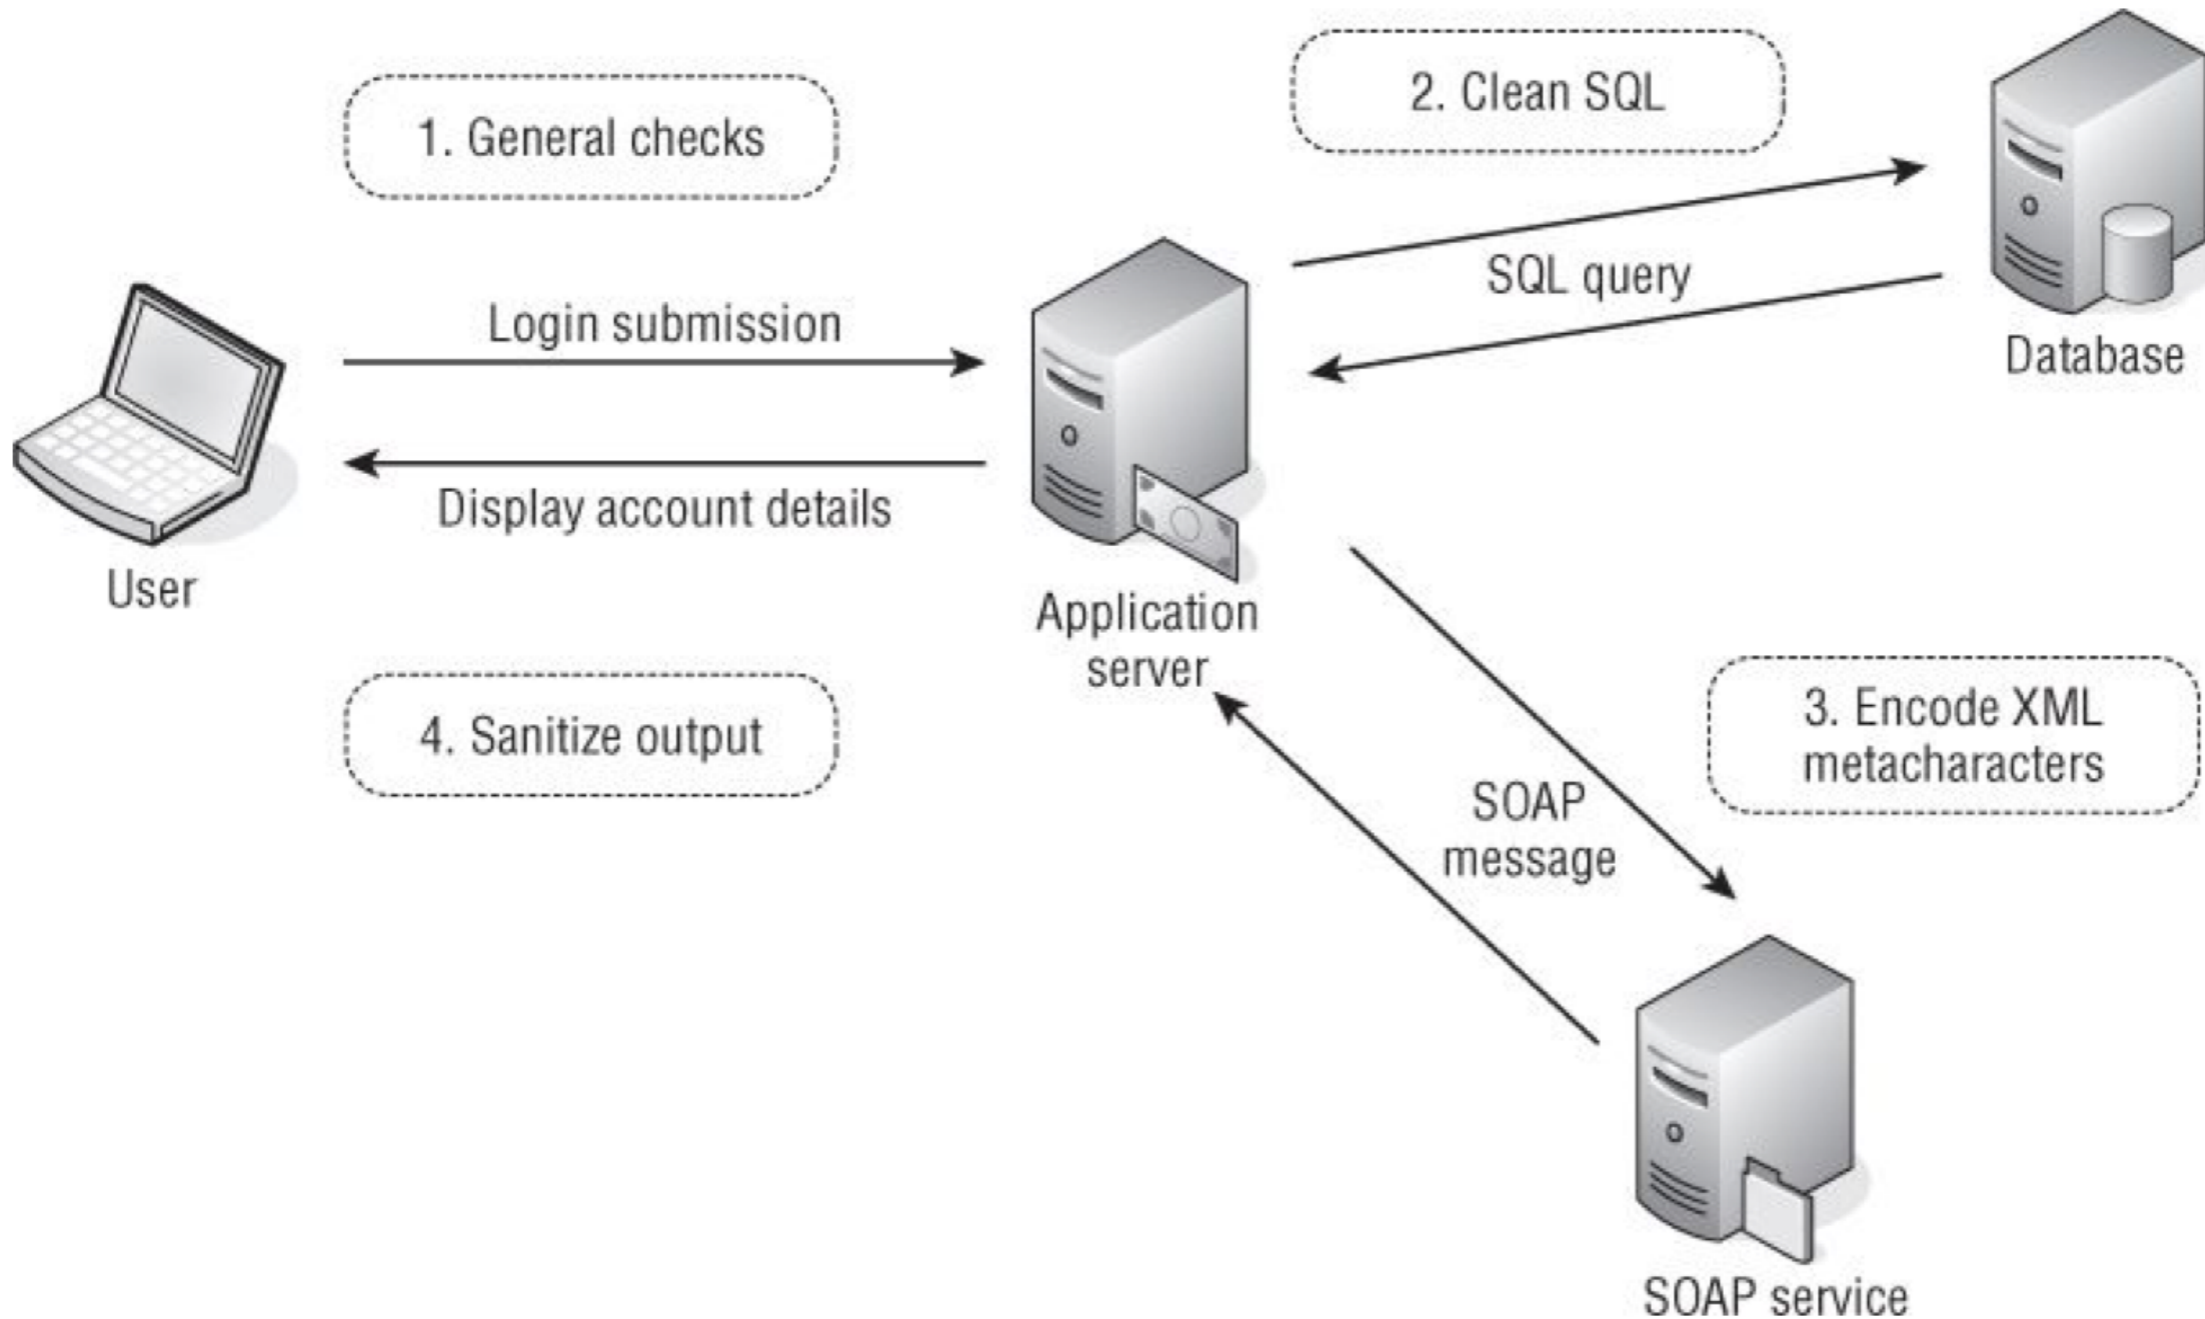 1. General checks
2. Clean SQL
Login submission
SQL query
Database
Display account details
User
Application
server
4. Sanitize output
3. Encode XML
metacharacters
SOAP
message
SOAP service